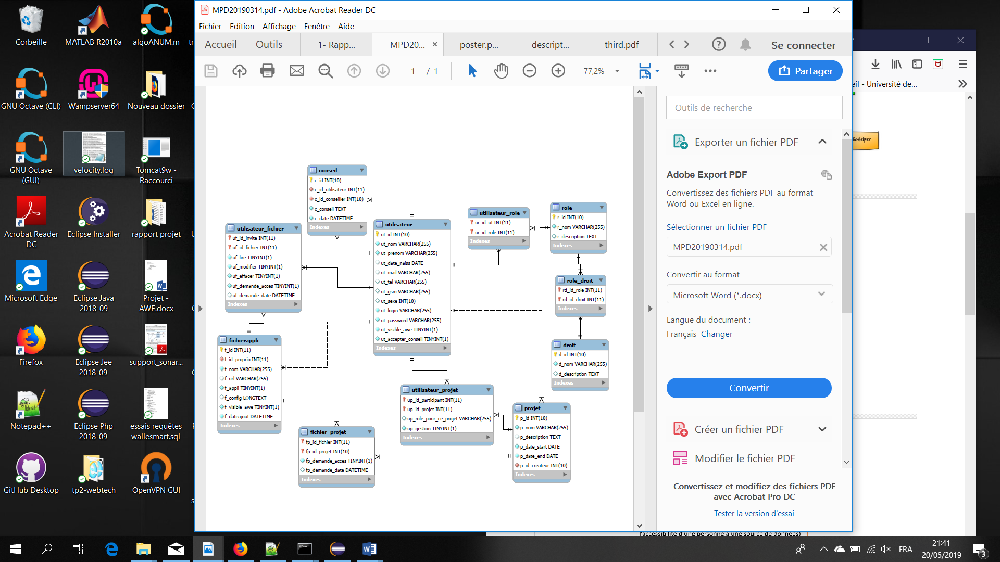 Corbeille
MATLAB R2010a
algoANUM.m
GNU Octave (CLI)
Wampserver64
Nouveau dossier
GNU Octave
(GUI)
velocity.log
Tomcat9w -
Raccourci
Acrobat Reader
DC
Eclipse Installer
rapport projet
Microsoft Edge
Eclipse Java
2018-09
Projet -
AWE.docx
Firefox
Eclipse Jee
2018-09
support_sonar...
Notepad++
Eclipse Php
2018-09
essais requêtes
wallesmart.sql
GitHub Desktop
tp2-webtech
OpenVPN GUI
MPD20190314.pdf - Adobe Acrobat Reader DC
Fichier Edition Affichage Fenêtre Aide
Accueil Outils 1- Rapp... MPD20... poster.p... descript... third.pdf Se connecter
1 / 1 77,2% Partager
conseil
c_id INT(10)
c_id_utilisateur INT(11)
c_id_conseiller INT(10)
c_conseil TEXT
c_date DATETIME
Indexes
utilisateur_fichier
uf_id_invite INT(11)
uf_id_fichier INT(11)
uf_lire TINYINT(1)
uf_modifier TINYINT(1)
uf_effacer TINYINT(1)
uf_demande_acces TINYINT(1)
uf_demande_date DATETIME
Indexes
utilisateur
ut_id INT(10)
ut_nom VARCHAR(255)
ut_prenom VARCHAR(255)
ut_date_naiss DATE
ut_mail VARCHAR(255)
ut_tel VARCHAR(255)
ut_gsm VARCHAR(255)
ut_sexe INT(10)
ut_login VARCHAR(255)
ut_password VARCHAR(255)
ut_visible_awe TINYINT(1)
ut_accepter_conseil TINYINT(1)
Indexes
utilisateur_role
ur_id_ut INT(11)
ur_id_role INT(11)
Indexes
role
r_id INT(10)
r_nom VARCHAR(255)
r_description TEXT
Indexes
role_droit
rd_id_role INT(11)
rd_id_droit INT(11)
Indexes
droit
d_id INT(10)
d_nom VARCHAR(255)
d_description TEXT
Indexes
fichierappli
f_id INT(11)
f_id_proprio INT(11)
f_nom VARCHAR(255)
f_url VARCHAR(255)
f_appli TINYINT(1)
f_config LONGTEXT
f_visible_awe TINYINT(1)
f_dateajout DATETIME
Indexes
utilisateur_projet
up_id_participant INT(11)
up_id_projet INT(11)
up_role_pour_ce_projet VARCHAR(255)
up_gestion TINYINT(1)
Indexes
projet
p_id INT(10)
p_nom VARCHAR(255)
p_description TEXT
p_date_start DATE
p_date_end DATE
p_id_createur INT(10)
Indexes
fichier_projet
fp_id_fichier INT(11)
fp_id_projet INT(10)
fp_demande_acces TINYINT(1)
fp_demande_date DATETIME
Indexes
Outils de recherche
Exporter un fichier PDF
Adobe Export PDF
Convertissez des fichiers PDF au format
Word ou Excel en ligne.
Sélectionner un fichier PDF
MPD20190314.pdf
Convertir au format
Microsoft Word (*.docx)
Langue du document :
Français Changer
Convertir
Créer un fichier PDF
Modifier le fichier PDF
Convertissez et modifiez des fichiers PDF
avec Acrobat Pro DC
Tester la version d'essai
eil - Université de...
l'accessibilité d'une personne à une source de données)
FRA
21:41
20/05/2019
3